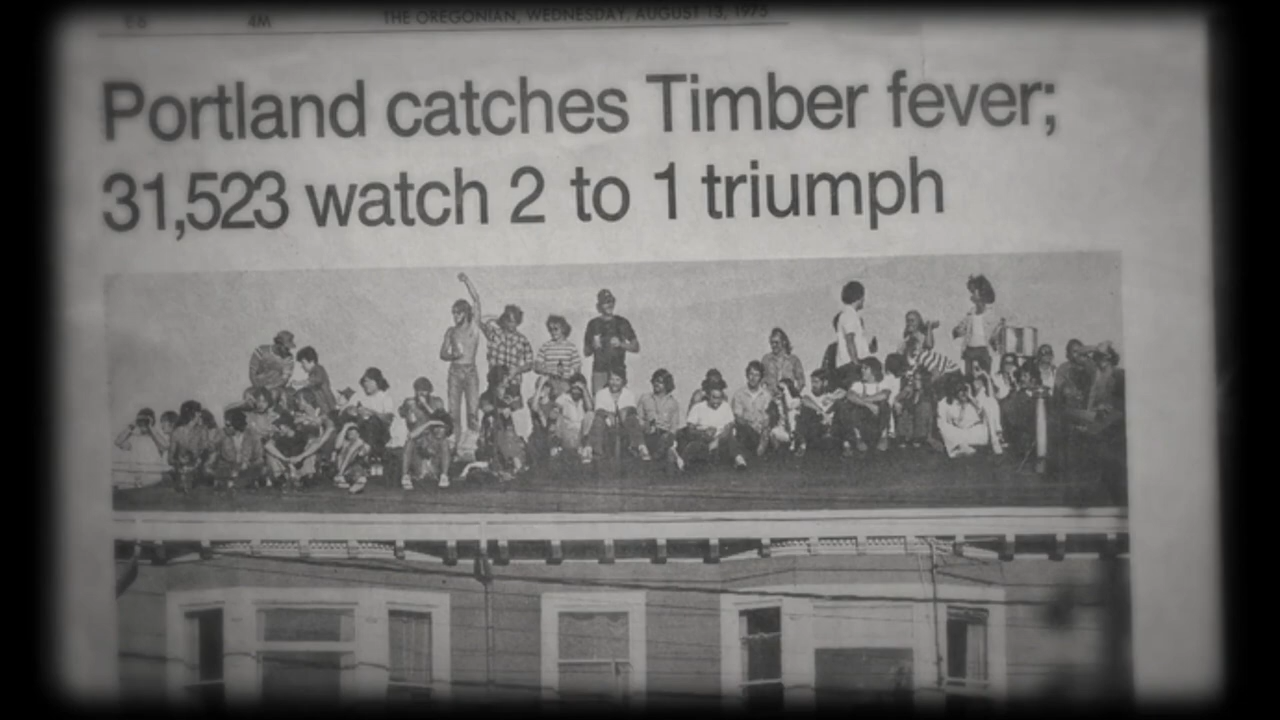 4M THE OREGONIAN, WEDNESDAY, AUGUST 13, 1975
Portland catches Timber fever;
31,523 watch 2 to 1 triumph